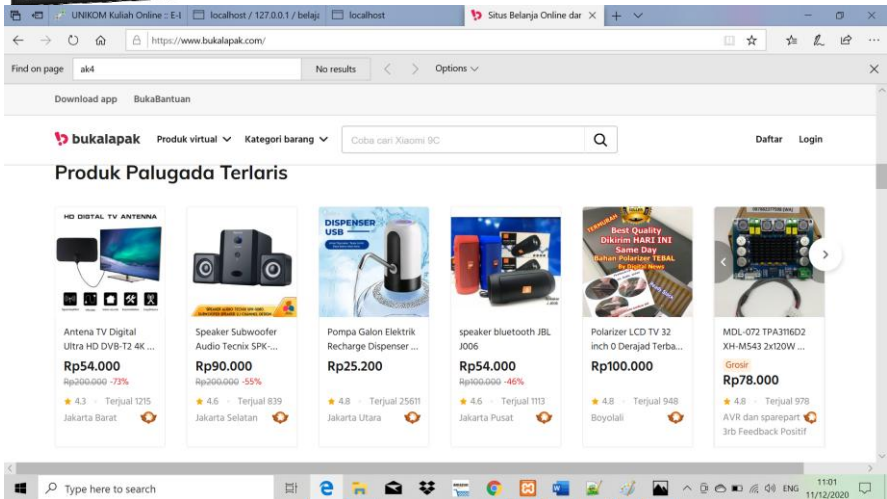 UNIKOM Kuliah Online :: E-l
localhost / 127.0.0.1 / belaja
localhost
Situs Belanja Online dar
https://www.bukalapak.com/
Find on page
ak4
No results
Options
Download app
BukaBantuan
bukalapak
Produk virtual
Kategori barang
Coba cari Xiaomi 9C
Daftar
Login
Produk Palugada Terlaris
HD DIGITAL TV ANTENNA
Antena TV Digital
Ultra HD DVB-T2 4K ...
Rp54.000
Rp200.000 -73%
4.3 · Terjual 1215
Jakarta Barat
Speaker Subwoofer
Audio Tecnix SPK-...
Rp90.000
Rp200.000 -55%
4.6 · Terjual 839
Jakarta Selatan
DISPENSER
USB
Pompa Galon Elektrik
Recharge Dispenser ...
Rp25.200
4.8 · Terjual 25611
Jakarta Utara
speaker bluetooth JBL
J006
Rp54.000
Rp100.000 -46%
4.6 · Terjual 1113
Jakarta Pusat
TERMURAH
Best Quality
Dikirim HARI INI
Same Day
Bahan Polarizer TEBAL
By Digital News
Polarizer LCD TV 32
inch 0 Derajad Terba...
Rp100.000
4.8 · Terjual 948
Boyolali
MDL-072 TPA3116D2
XH-M543 2x120W ...
Grosir
Rp78.000
4.8 · Terjual 978
AVR dan sparepart
3rb Feedback Positif
Type here to search
ENG
11:01
11/12/2020